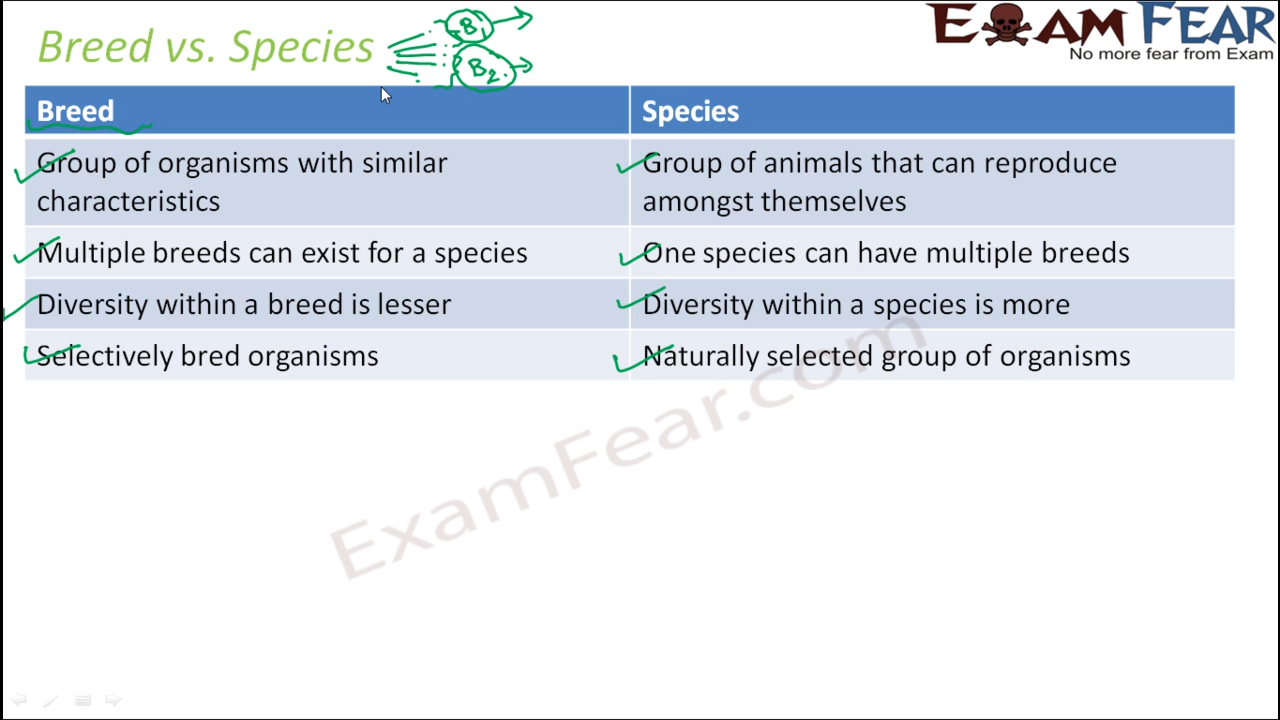 Breed vs. Species
B1
B2
EXAM FEAR
No more fear from Exam
Breed
Species
Group of organisms with similar
characteristics
Group of animals that can reproduce
amongst themselves
Multiple breeds can exist for a species
One species can have multiple breeds
Diversity within a breed is lesser
Diversity within a species is more
Selectively bred organisms
Naturally selected group of organisms
ExamFear.com